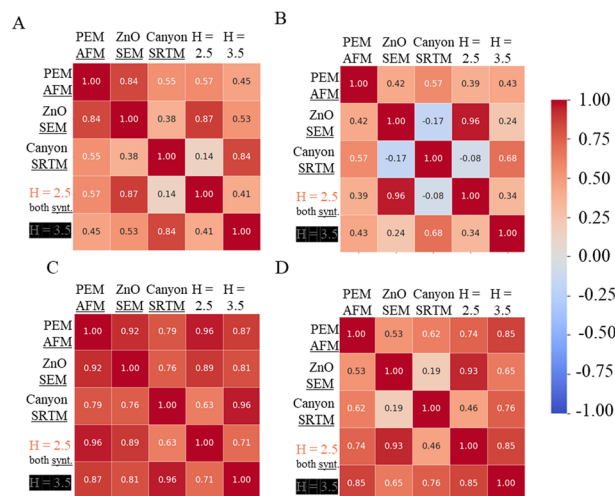 A
PEM ZnO Canyon H = H =
AFM SEM SRTM 2.5 3.5
PEM
AFM
1.00 0.84 0.55 0.57 0.45
ZnO
SEM
0.84 1.00 0.38 0.87 0.53
Canyon
SRTM
0.55 0.38 1.00 0.14 0.84
H = 2.5
both synt.
0.57 0.87 0.14 1.00 0.41
H = 3.5
0.45 0.53 0.84 0.41 1.00
B
PEM ZnO Canyon H = H =
AFM SEM SRTM 2.5 3.5
PEM
AFM
1.00 0.42 0.57 0.39 0.43
ZnO
SEM
0.42 1.00 -0.17 0.96 0.24
Canyon
SRTM
0.57 -0.17 1.00 -0.08 0.68
H = 2.5
both synt.
0.39 0.96 -0.08 1.00 0.34
H = 3.5
0.43 0.24 0.68 0.34 1.00
C
PEM ZnO Canyon H = H =
AFM SEM SRTM 2.5 3.5
PEM
AFM
1.00 0.92 0.79 0.96 0.87
ZnO
SEM
0.92 1.00 0.76 0.89 0.81
Canyon
SRTM
0.79 0.76 1.00 0.63 0.96
H = 2.5
both synt.
0.96 0.89 0.63 1.00 0.71
H = 3.5
0.87 0.81 0.96 0.71 1.00
D
PEM ZnO Canyon H = H =
AFM SEM SRTM 2.5 3.5
PEM
AFM
1.00 0.53 0.62 0.74 0.85
ZnO
SEM
0.53 1.00 0.19 0.93 0.65
Canyon
SRTM
0.62 0.19 1.00 0.46 0.76
H = 2.5
both synt.
0.74 0.93 0.46 1.00 0.85
H = 3.5
0.85 0.65 0.76 0.85 1.00
1.00
0.75
0.50
0.25
0.00
-0.25
-0.50
-0.75
-1.00